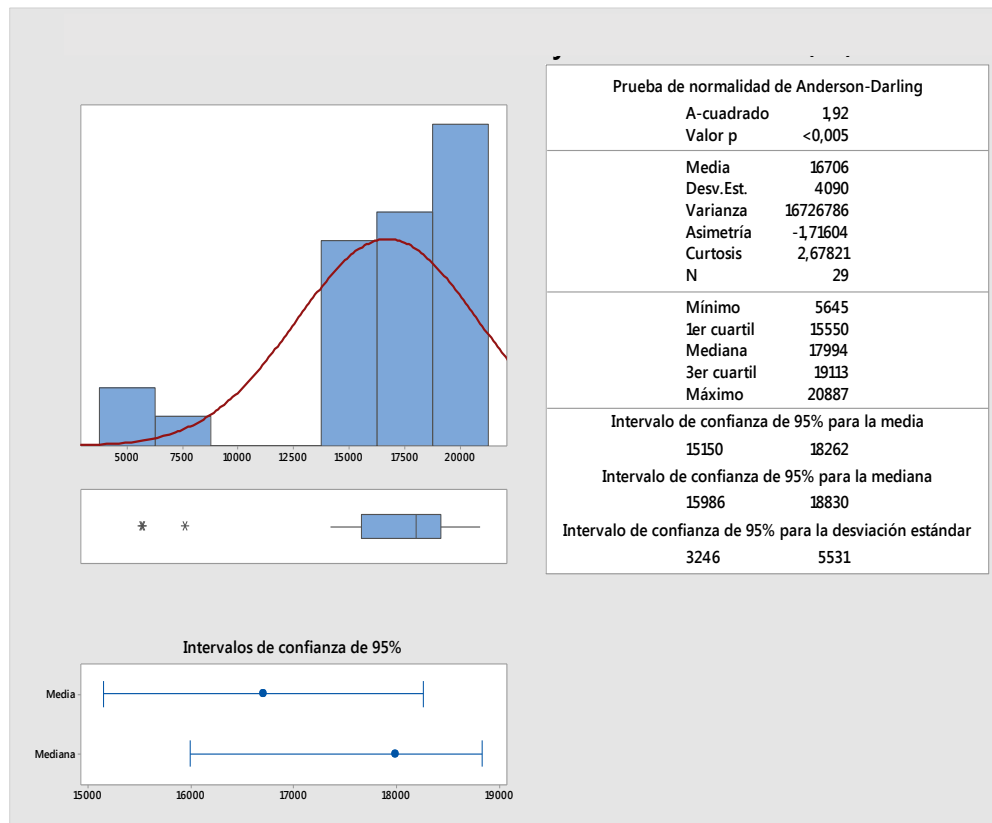 Prueba de normalidad de Anderson-Darling
A-cuadrado 1,92
Valor p <0,005
Media 16706
Desv.Est. 4090
Varianza 16726786
Asimetría -1,71604
Curtosis 2,67821
N 29
Mínimo 5645
1er cuartil 15550
Mediana 17994
3er cuartil 19113
Máximo 20887
Intervalo de confianza de 95% para la media
15150 18262
Intervalo de confianza de 95% para la mediana
15986 18830
Intervalo de confianza de 95% para la desviación estándar
3246 5531
5000 7500 10000 12500 15000 17500 20000
Intervalos de confianza de 95%
Media
Mediana
15000 16000 17000 18000 19000